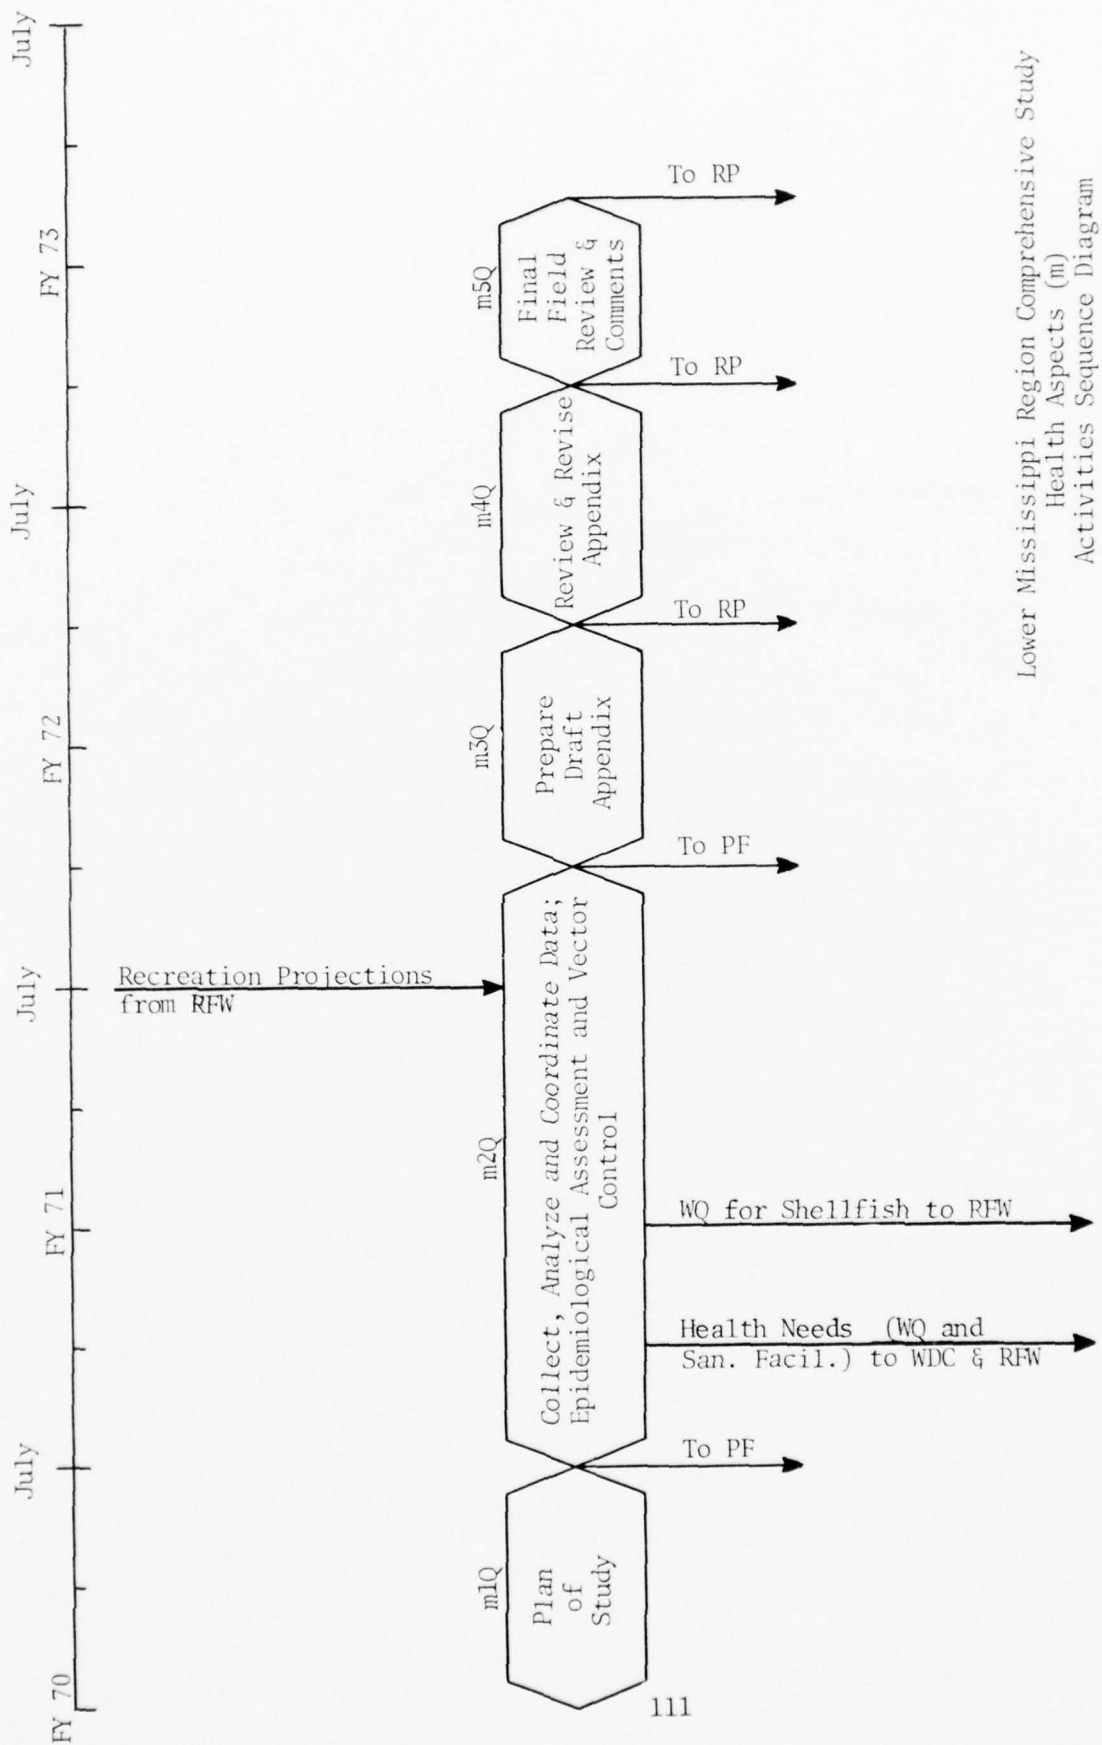 FY 70
July
FY 71
July
FY 72
July
FY 73
July
Recreation Projections
from RFW
m1Q
Plan
of
Study
To PF
m2Q
Collect, Analyze and Coordinate Data;
Epidemiological Assessment and Vector
Control
Health Needs (WQ and
San. Facil.) to WDC & RFW
WQ for Shellfish to RFW
To PF
m3Q
Prepare
Draft
Appendix
To RP
m4Q
Review & Revise
Appendix
To RP
m5Q
Final
Field
Review &
Comments
To RP
Lower Mississippi Region Comprehensive Study
Health Aspects (m)
Activities Sequence Diagram
111